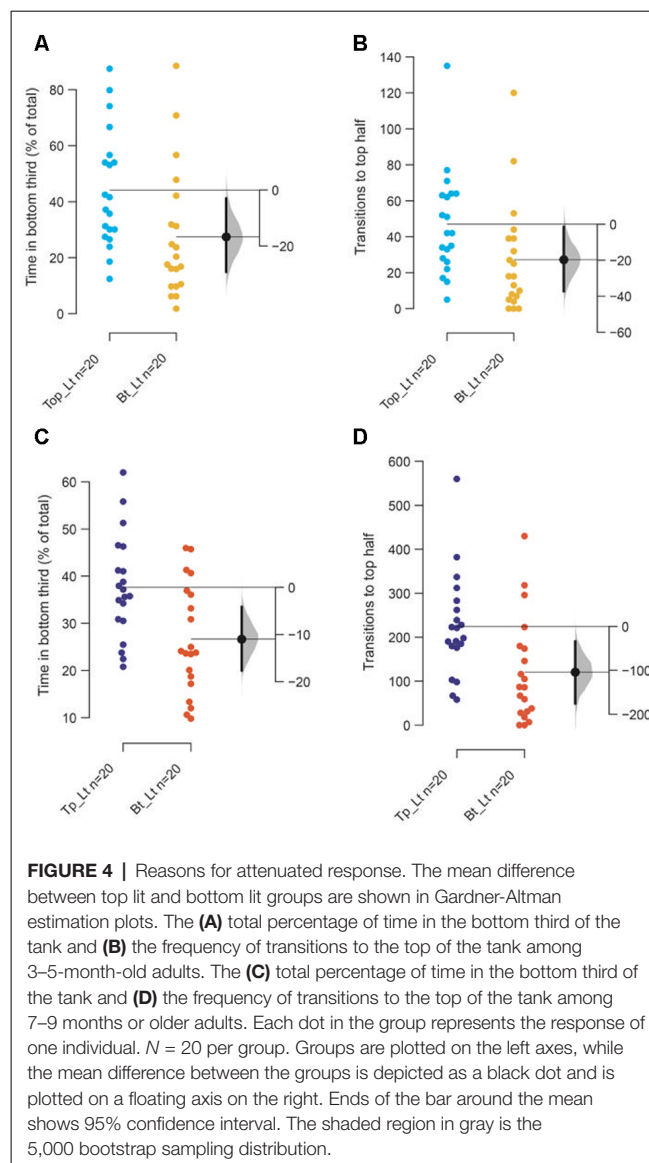 A
Time in bottom third (% of total)
80
60
40
20
0
0
−20
Top_Lt n=20
Bt_Lt n=20
B
Transitions to top half
140
120
100
80
60
40
20
0
0
−20
−40
−60
Top_Lt n=20
Bt_Lt n=20
C
Time in bottom third (% of total)
60
50
40
30
20
10
0
−10
−20
Tp_Lt n=20
Bt_Lt n=20
D
Transitions to top half
600
500
400
300
200
100
0
0
−100
−200
Tp_Lt n=20
Bt_Lt n=20
FIGURE 4 | Reasons for attenuated response. The mean difference
between top lit and bottom lit groups are shown in Gardner-Altman
estimation plots. The (A) total percentage of time in the bottom third of the
tank and (B) the frequency of transitions to the top of the tank among
3–5-month-old adults. The (C) total percentage of time in the bottom third of
the tank and (D) the frequency of transitions to the top of the tank among
7–9 months or older adults. Each dot in the group represents the response of
one individual. N = 20 per group. Groups are plotted on the left axes, while
the mean difference between the groups is depicted as a black dot and is
plotted on a floating axis on the right. Ends of the bar around the mean
shows 95% confidence interval. The shaded region in gray is the
5,000 bootstrap sampling distribution.